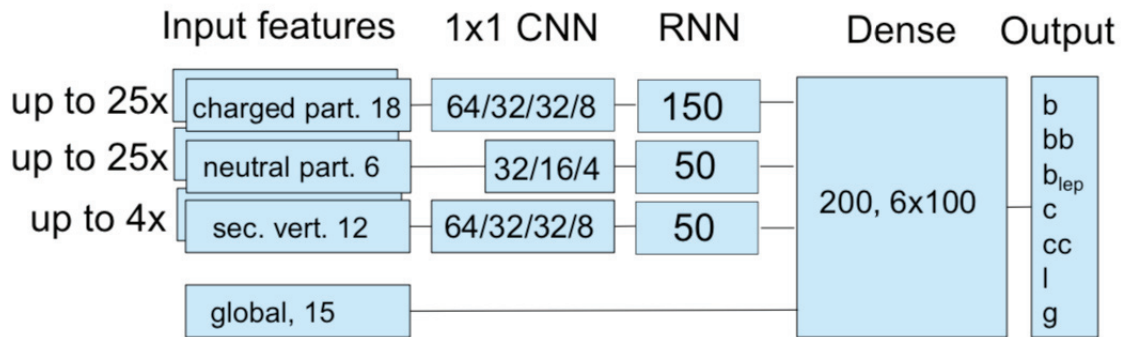 Input features 1x1 CNN RNN Dense Output
up to 25x charged part. 18 64/32/32/8 150
up to 25x neutral part. 6 32/16/4 50
up to 4x sec. vert. 12 64/32/32/8 50
global, 15
200, 6x100
b
bb
b_lep
c
cc
l
g